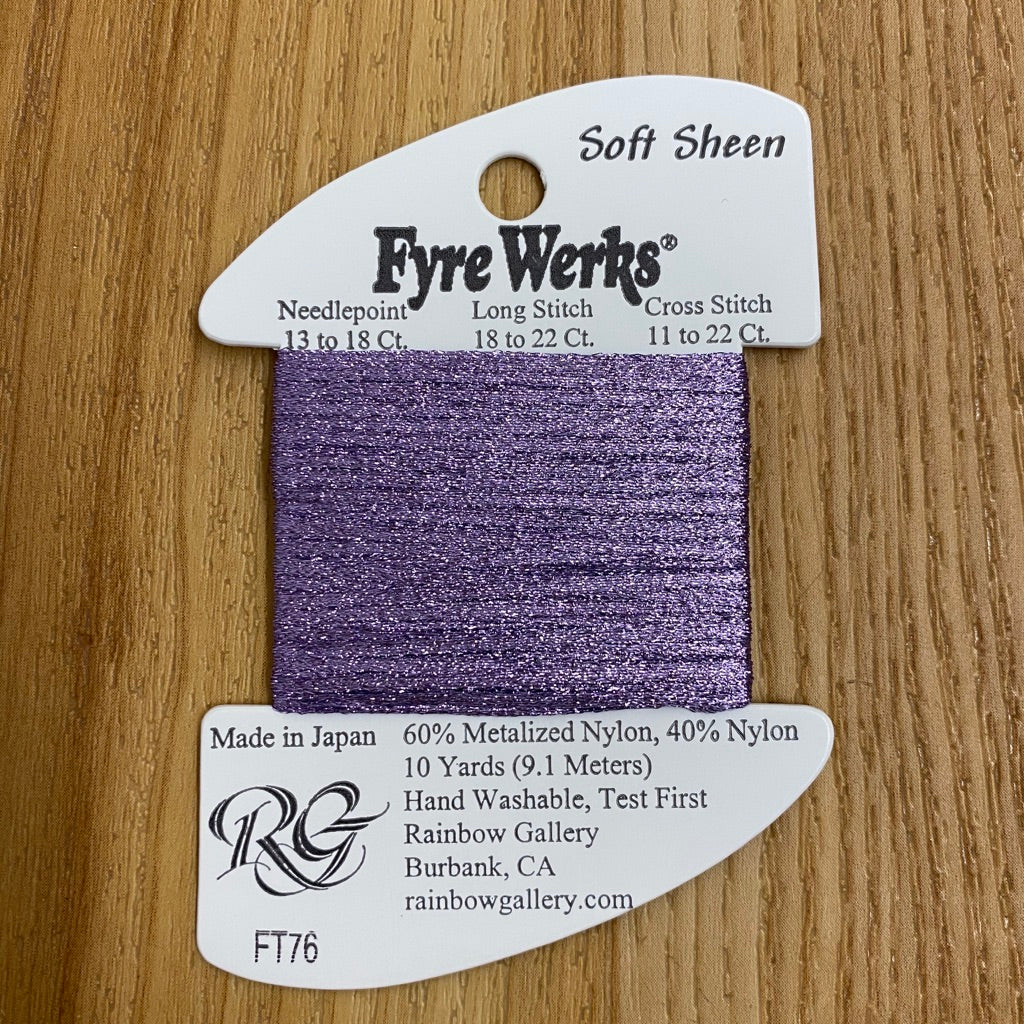 Soft Sheen
Fyre Werks®
Needlepoint Long Stitch Cross Stitch
13 to 18 Ct. 18 to 22 Ct. 11 to 22 Ct.
Made in Japan
60% Metalized Nylon, 40% Nylon
10 Yards (9.1 Meters)
Hand Washable, Test First
Rainbow Gallery
Burbank, CA
rainbowgallery.com
RG
FT76